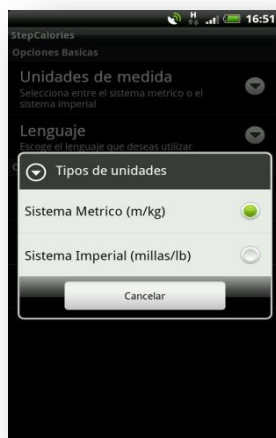 H
16:51
StepCalories
Opciones Basicas
Unidades de medida
Selecciona entre el sistema metrico o el
sistema imperial
Lenguaje
Escoge el lenguaje que deseas utilizar
Tipos de unidades
Sistema Metrico (m/kg)
Sistema Imperial (millas/lb)
Cancelar